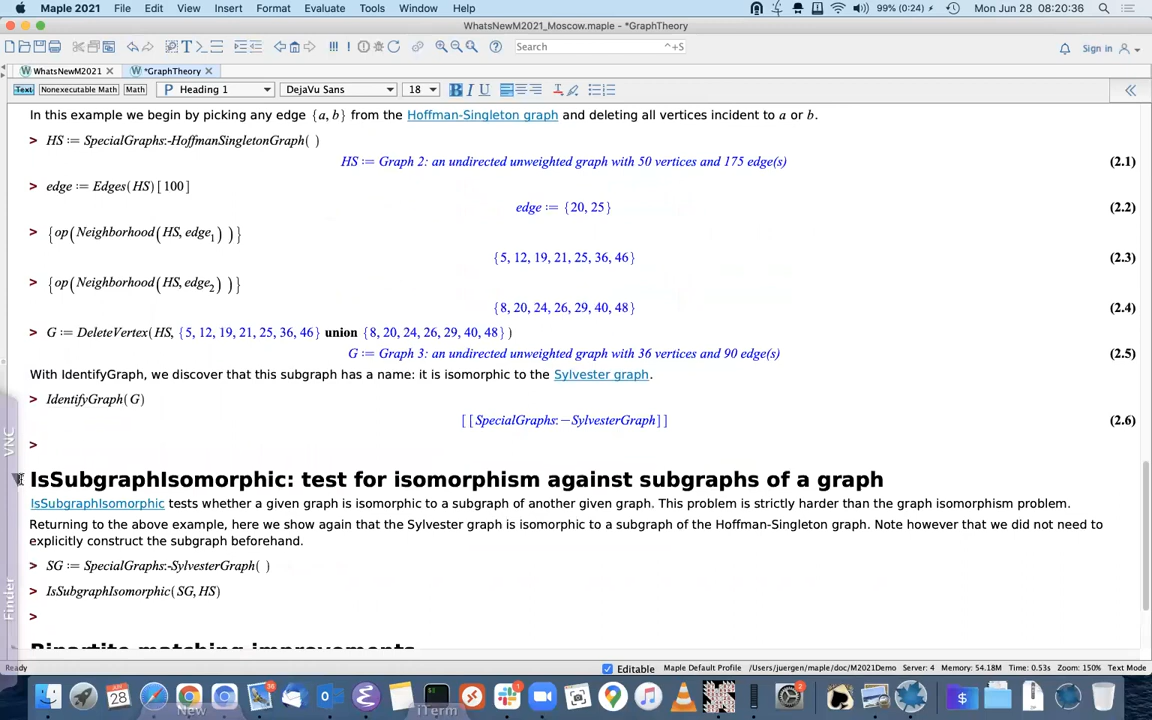 Maple 2021 File Edit View Insert Format Evaluate Tools Window Help 99% (0:24) Mon Jun 28 08:20:36
WhatsNewM2021_Moscow.maple - *GraphTheory
Search ^+S Sign in
WhatsNewM2021 *GraphTheory
Text Nonexecutable Math Math P Heading 1 DejaVu Sans 18 B I U
In this example we begin by picking any edge {a, b} from the Hoffman-Singleton graph and deleting all vertices incident to a or b.
> HS := SpecialGraphs:-HoffmanSingletonGraph( )
HS := Graph 2: an undirected unweighted graph with 50 vertices and 175 edge(s) (2.1)
> edge := Edges(HS)[100]
edge := {20, 25} (2.2)
> {op(Neighborhood(HS, edge1))}
{5, 12, 19, 21, 25, 36, 46} (2.3)
> {op(Neighborhood(HS, edge2))}
{8, 20, 24, 26, 29, 40, 48} (2.4)
> G := DeleteVertex(HS, {5, 12, 19, 21, 25, 36, 46} union {8, 20, 24, 26, 29, 40, 48})
G := Graph 3: an undirected unweighted graph with 36 vertices and 90 edge(s) (2.5)
With IdentifyGraph, we discover that this subgraph has a name: it is isomorphic to the Sylvester graph.
> IdentifyGraph(G)
[[SpecialGraphs:-SylvesterGraph]] (2.6)
VNC
>
IsSubgraphIsomorphic: test for isomorphism against subgraphs of a graph
IsSubgraphIsomorphic tests whether a given graph is isomorphic to a subgraph of another given graph. This problem is strictly harder than the graph isomorphism problem.
Returning to the above example, here we show again that the Sylvester graph is isomorphic to a subgraph of the Hoffman-Singleton graph. Note however that we did not need to
explicitly construct the subgraph beforehand.
> SG := SpecialGraphs:-SylvesterGraph( )
> IsSubgraphIsomorphic(SG, HS)
Finder
>
Bipartite matching improvements
Ready Editable Maple Default Profile /Users/juergen/maple/doc/M2021Demo Server: 4 Memory: 54.18M Time: 0.53s Zoom: 150% Text Mode
New iTerm